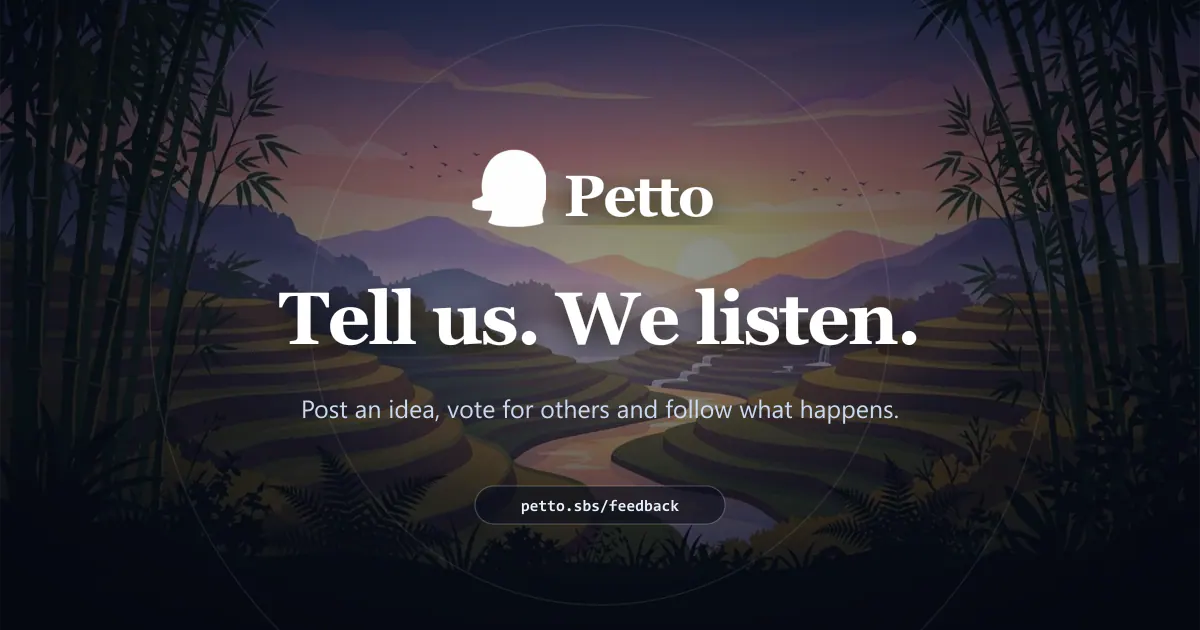 Petto
Tell us. We listen.
Post an idea, vote for others and follow what happens.
petto.sbs/feedback